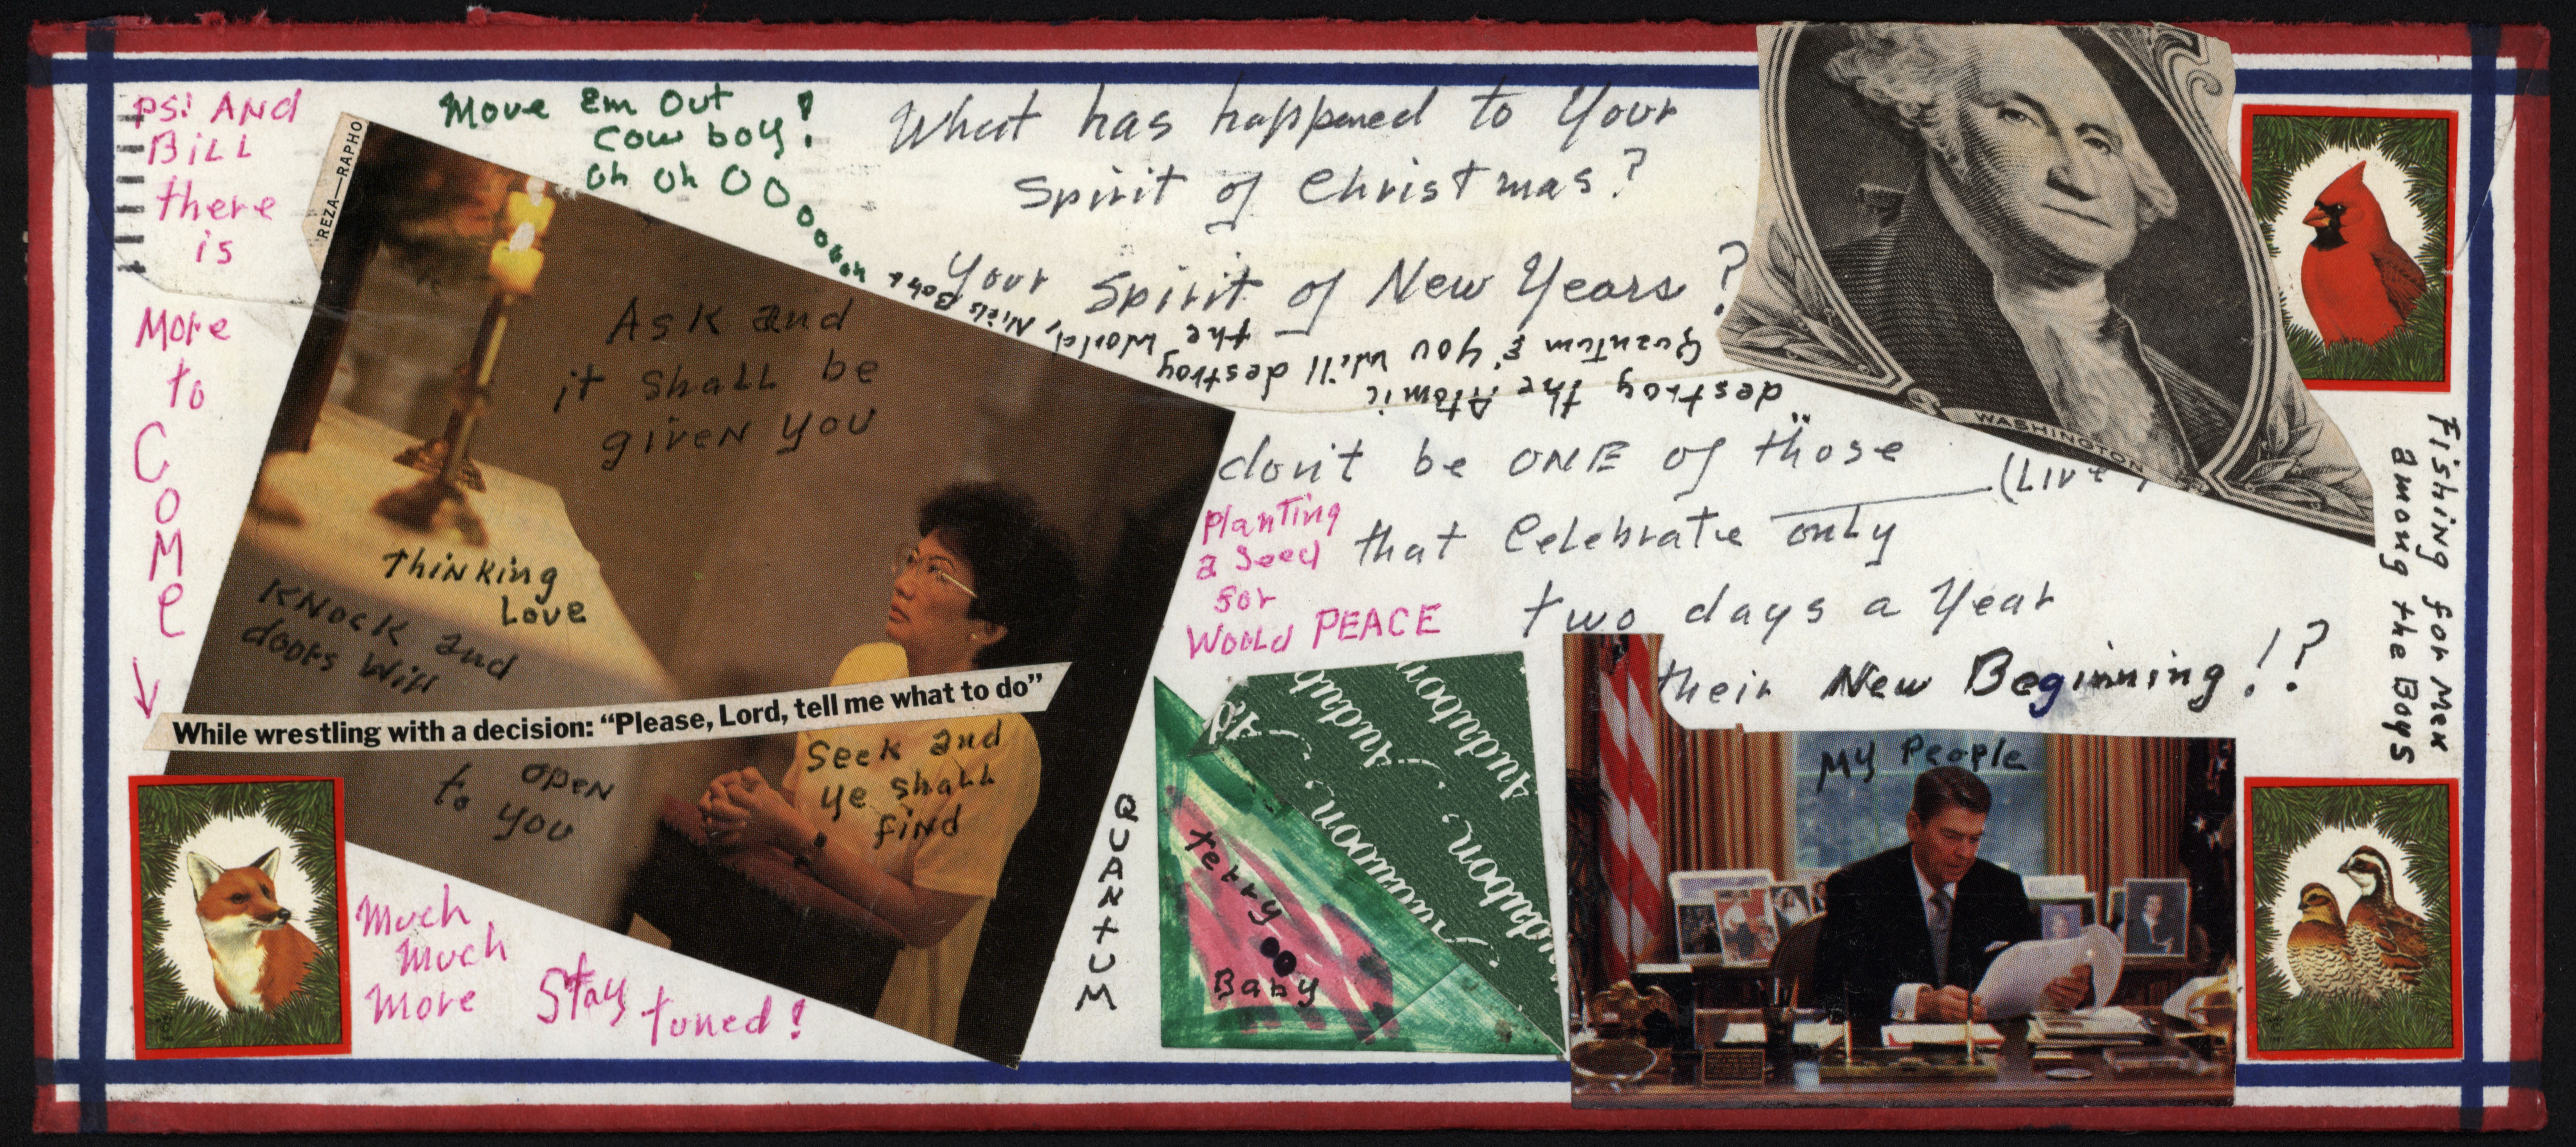 PS! AND
BiLL
there
is
More
to
COMe
REZA—RAPHO
Move Em Out
Cow boy!
Oh Oh OO
What has happened to Your
Spirit of Christmas?
Your Spirit of New Years?
destroy the Atomic
Quantum & you will destroy
the World, Niels Bohr
don't be ONE of those
that Celebrate only
two days a Year
their New Beginning!?
WASHINGTON
Fishing for Men
among the Boys
Ask and
it shall be
given you
Thinking
Love
KNock and
doors will
open
to you
While wrestling with a decision: “Please, Lord, tell me what to do”
Seek and
ye shall
find
Planting
a Seed
for
World PEACE
QUANTUM
Audubon
Audubon
Audubon
terry
Baby
My People
Much
Much
More
Stay tuned!